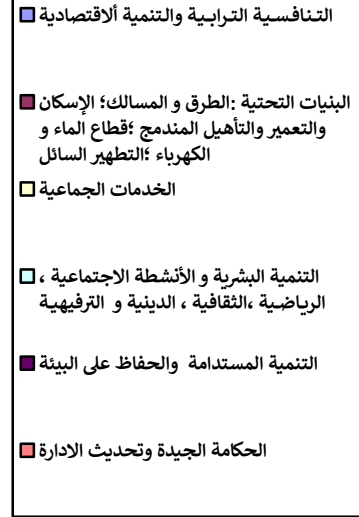 التنافسية الترابية والتنمية ألاقتصادية
البنيات التحتية :الطرق و المسالك؛ الإسكان
والتعمير والتأهيل المندمج ؛قطاع الماء و
الكهرباء ؛التطهير السائل
الخدمات الجماعية
التنمية البشرية و الأنشطة الاجتماعية ،
الرياضية ،الثقافية ، الدينية و الترفيهية
التنمية المستدامة والحفاظ على البيئة
الحكامة الجيدة وتحديث الادارة